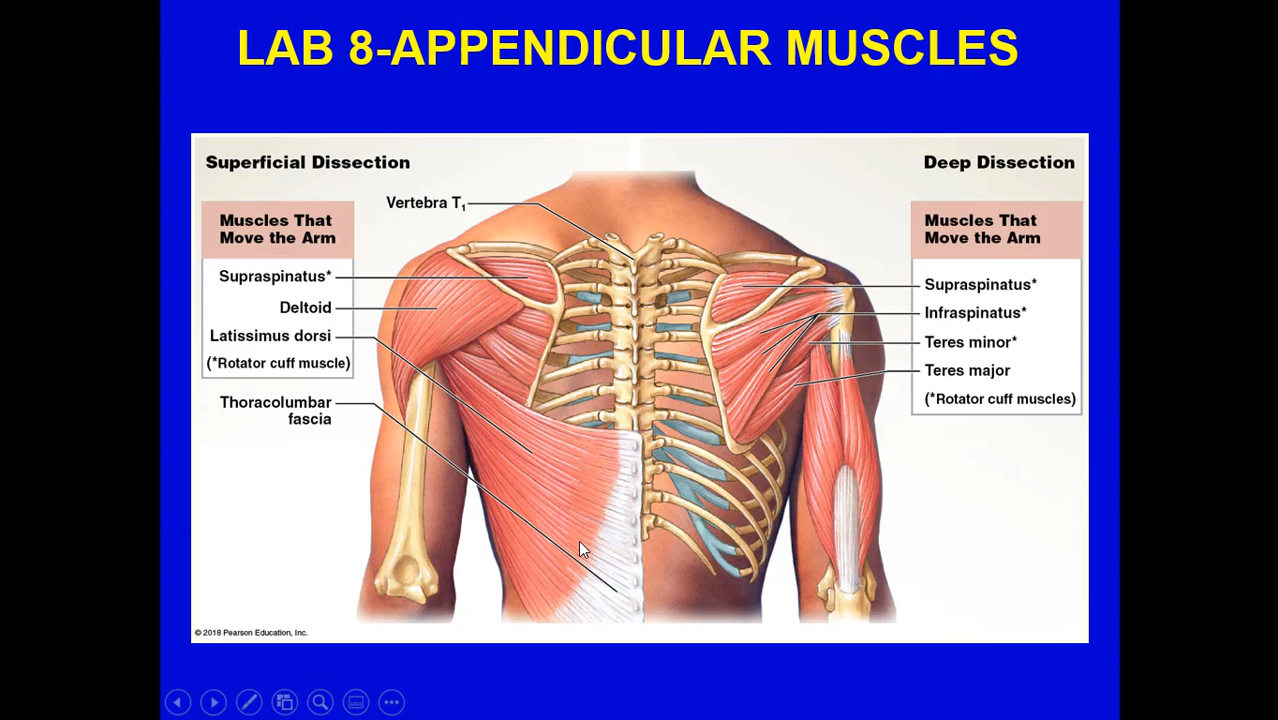 LAB 8-APPENDICULAR MUSCLES
Superficial Dissection
Deep Dissection
Vertebra T₁
Muscles That
Move the Arm
Supraspinatus*
Deltoid
Latissimus dorsi
(*Rotator cuff muscle)
Thoracolumbar
fascia
Muscles That
Move the Arm
Supraspinatus*
Infraspinatus*
Teres minor*
Teres major
(*Rotator cuff muscles)
© 2018 Pearson Education, Inc.